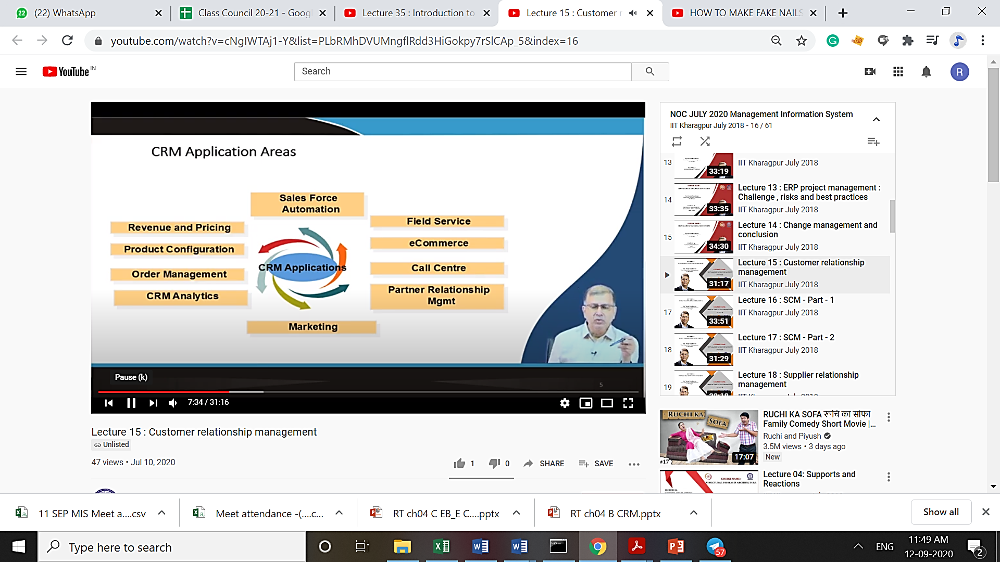 (22) WhatsApp
Class Council 20-21 - Goog
Lecture 35 : Introduction to
Lecture 15 : Customer r
HOW TO MAKE FAKE NAILS
youtube.com/watch?v=cNgIWTAj1-Y&list=PLbRMhDVUMngflRdd3HiGokpy7rSlCAp_5&index=16
YouTube IN
Search
R
CRM Application Areas
Sales Force
Automation
Revenue and Pricing
Product Configuration
Order Management
CRM Analytics
CRM Applications
Field Service
eCommerce
Call Centre
Partner Relationship
Mgmt
Marketing
5
Pause (k)
7:34 / 31:16
Lecture 15 : Customer relationship management
Unlisted
47 views • Jul 10, 2020
1
0
SHARE
SAVE
NOC JULY 2020 Management Information System
IIT Kharagpur July 2018 - 16 / 61
13
33:19
IIT Kharagpur July 2018
14
33:35
Lecture 13 : ERP project management :
Challenge , risks and best practices
IIT Kharagpur July 2018
15
34:30
Lecture 14 : Change management and
conclusion
IIT Kharagpur July 2018
31:17
Lecture 15 : Customer relationship
management
IIT Kharagpur July 2018
17
33:51
Lecture 16 : SCM - Part - 1
IIT Kharagpur July 2018
18
31:29
Lecture 17 : SCM - Part - 2
IIT Kharagpur July 2018
19
Lecture 18 : Supplier relationship
management
RUCHI KA
SOFA
#17
17:07
RUCHI KA SOFA रूचि का सोफा
Family Comedy Short Movie |...
Ruchi and Piyush
3.5M views • 3 days ago
New
COURSE NAME :
STRUCTURAL SYSTEM IN ARCHITECTURE
Lecture 04: Supports and
Reactions
11 SEP MIS Meet a....csv
Meet attendance -(....c...
RT ch04 C EB_E C....pptx
RT ch04 B CRM.pptx
Show all
Type here to search
57
ENG
11:49 AM
12-09-2020
2